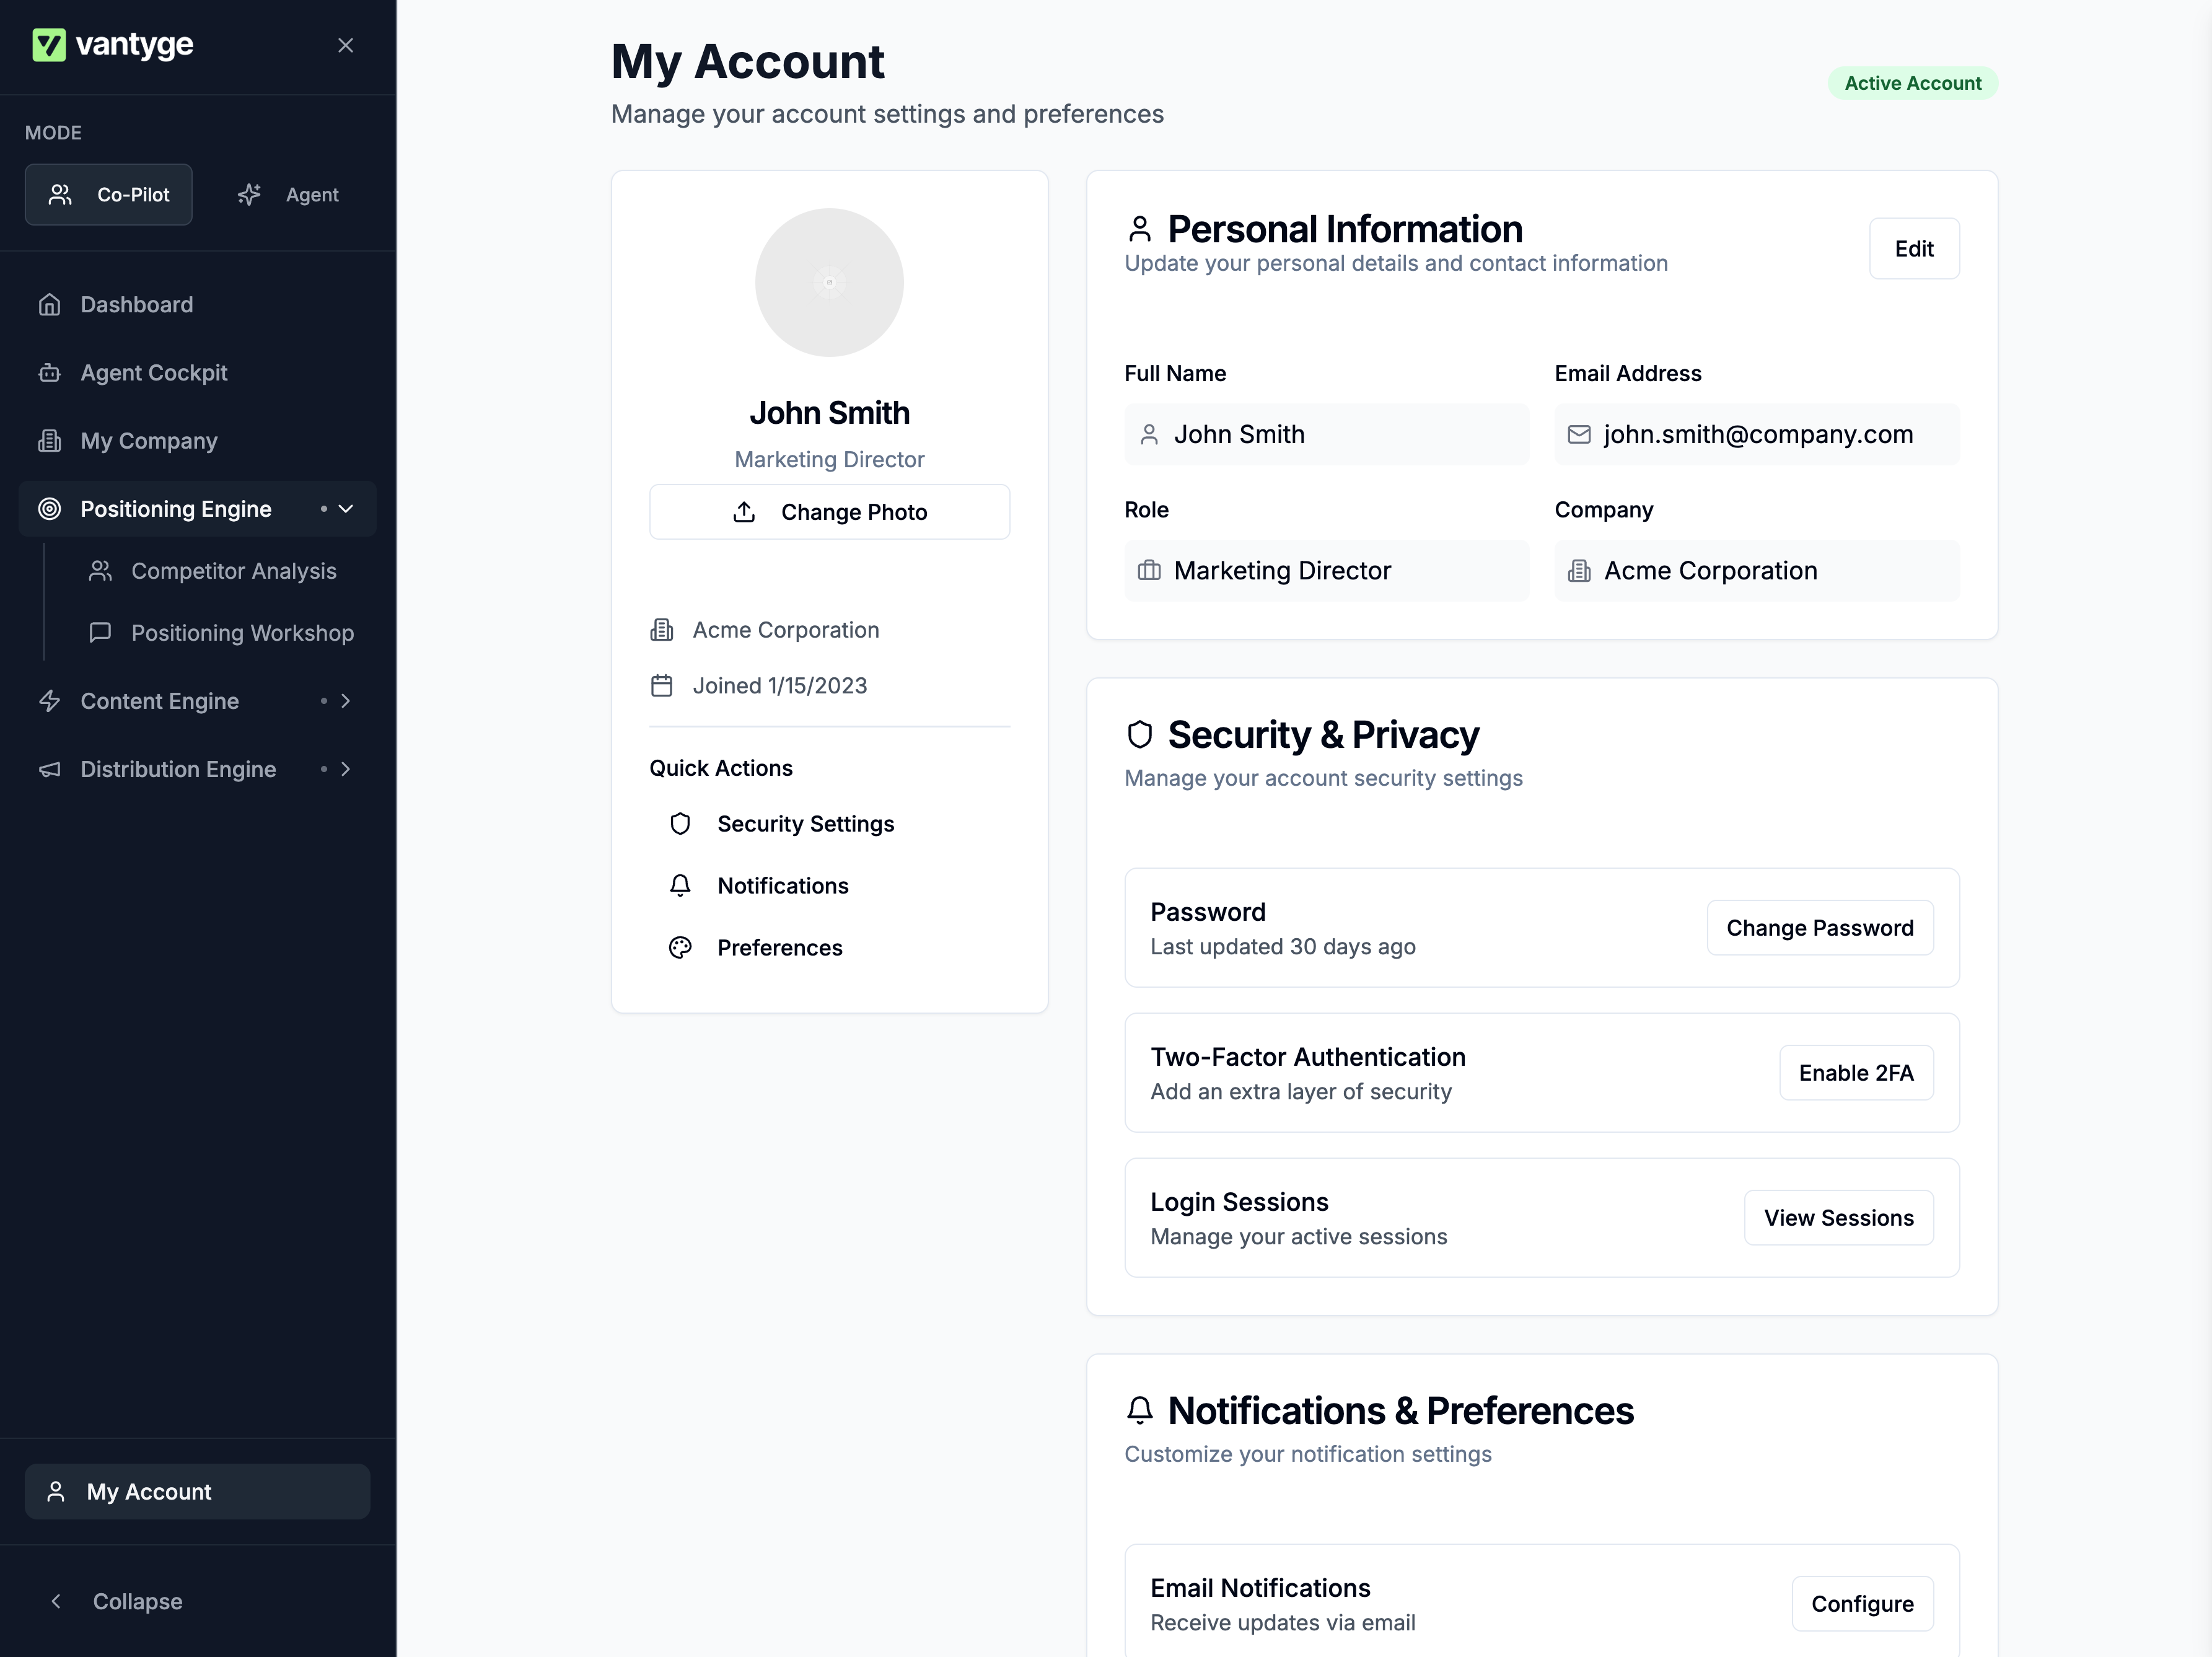 vantyge
MODE
Co-Pilot
Agent
Dashboard
Agent Cockpit
My Company
Positioning Engine
Competitor Analysis
Positioning Workshop
Content Engine
Distribution Engine
My Account
Collapse
My Account
Manage your account settings and preferences
Active Account
John Smith
Marketing Director
Change Photo
Acme Corporation
Joined 1/15/2023
Quick Actions
Security Settings
Notifications
Preferences
Personal Information
Update your personal details and contact information
Edit
Full Name
John Smith
Email Address
john.smith@company.com
Role
Marketing Director
Company
Acme Corporation
Security & Privacy
Manage your account security settings
Password
Last updated 30 days ago
Change Password
Two-Factor Authentication
Add an extra layer of security
Enable 2FA
Login Sessions
Manage your active sessions
View Sessions
Notifications & Preferences
Customize your notification settings
Email Notifications
Receive updates via email
Configure